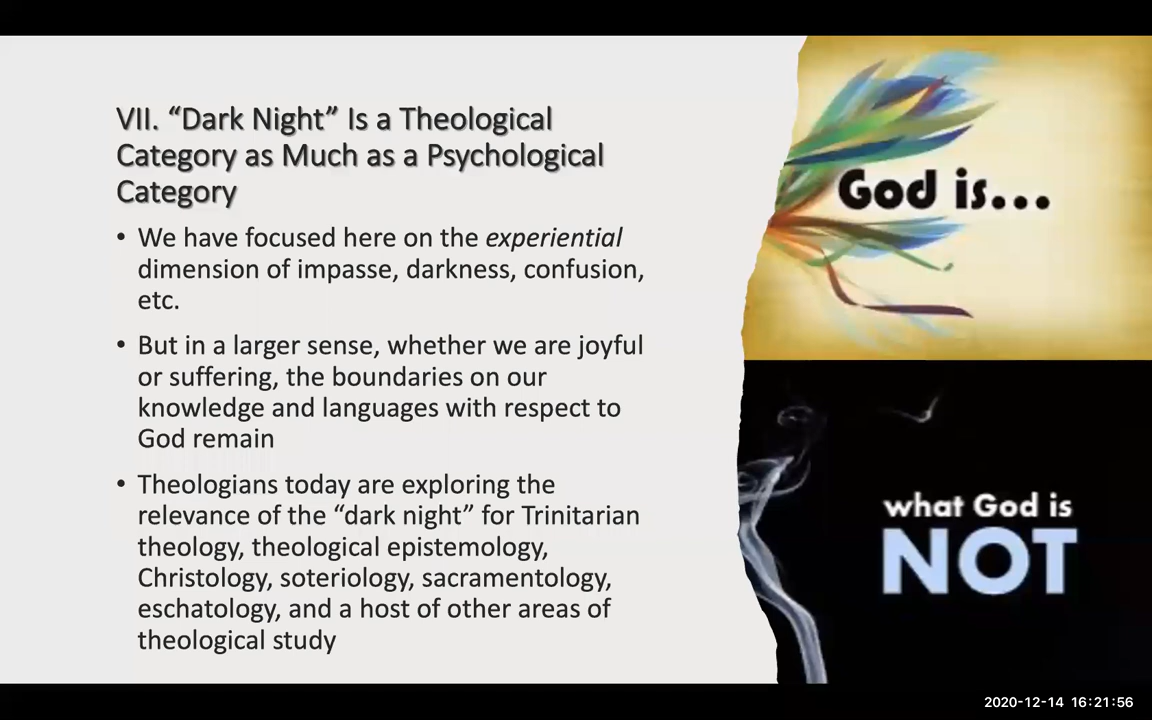 VII. “Dark Night” Is a Theological
Category as Much as a Psychological
Category
• We have focused here on the experiential
dimension of impasse, darkness, confusion,
etc.
• But in a larger sense, whether we are joyful
or suffering, the boundaries on our
knowledge and languages with respect to
God remain
• Theologians today are exploring the
relevance of the “dark night” for Trinitarian
theology, theological epistemology,
Christology, soteriology, sacramentology,
eschatology, and a host of other areas of
theological study
God is...
what God is
NOT
2020-12-14 16:21:56